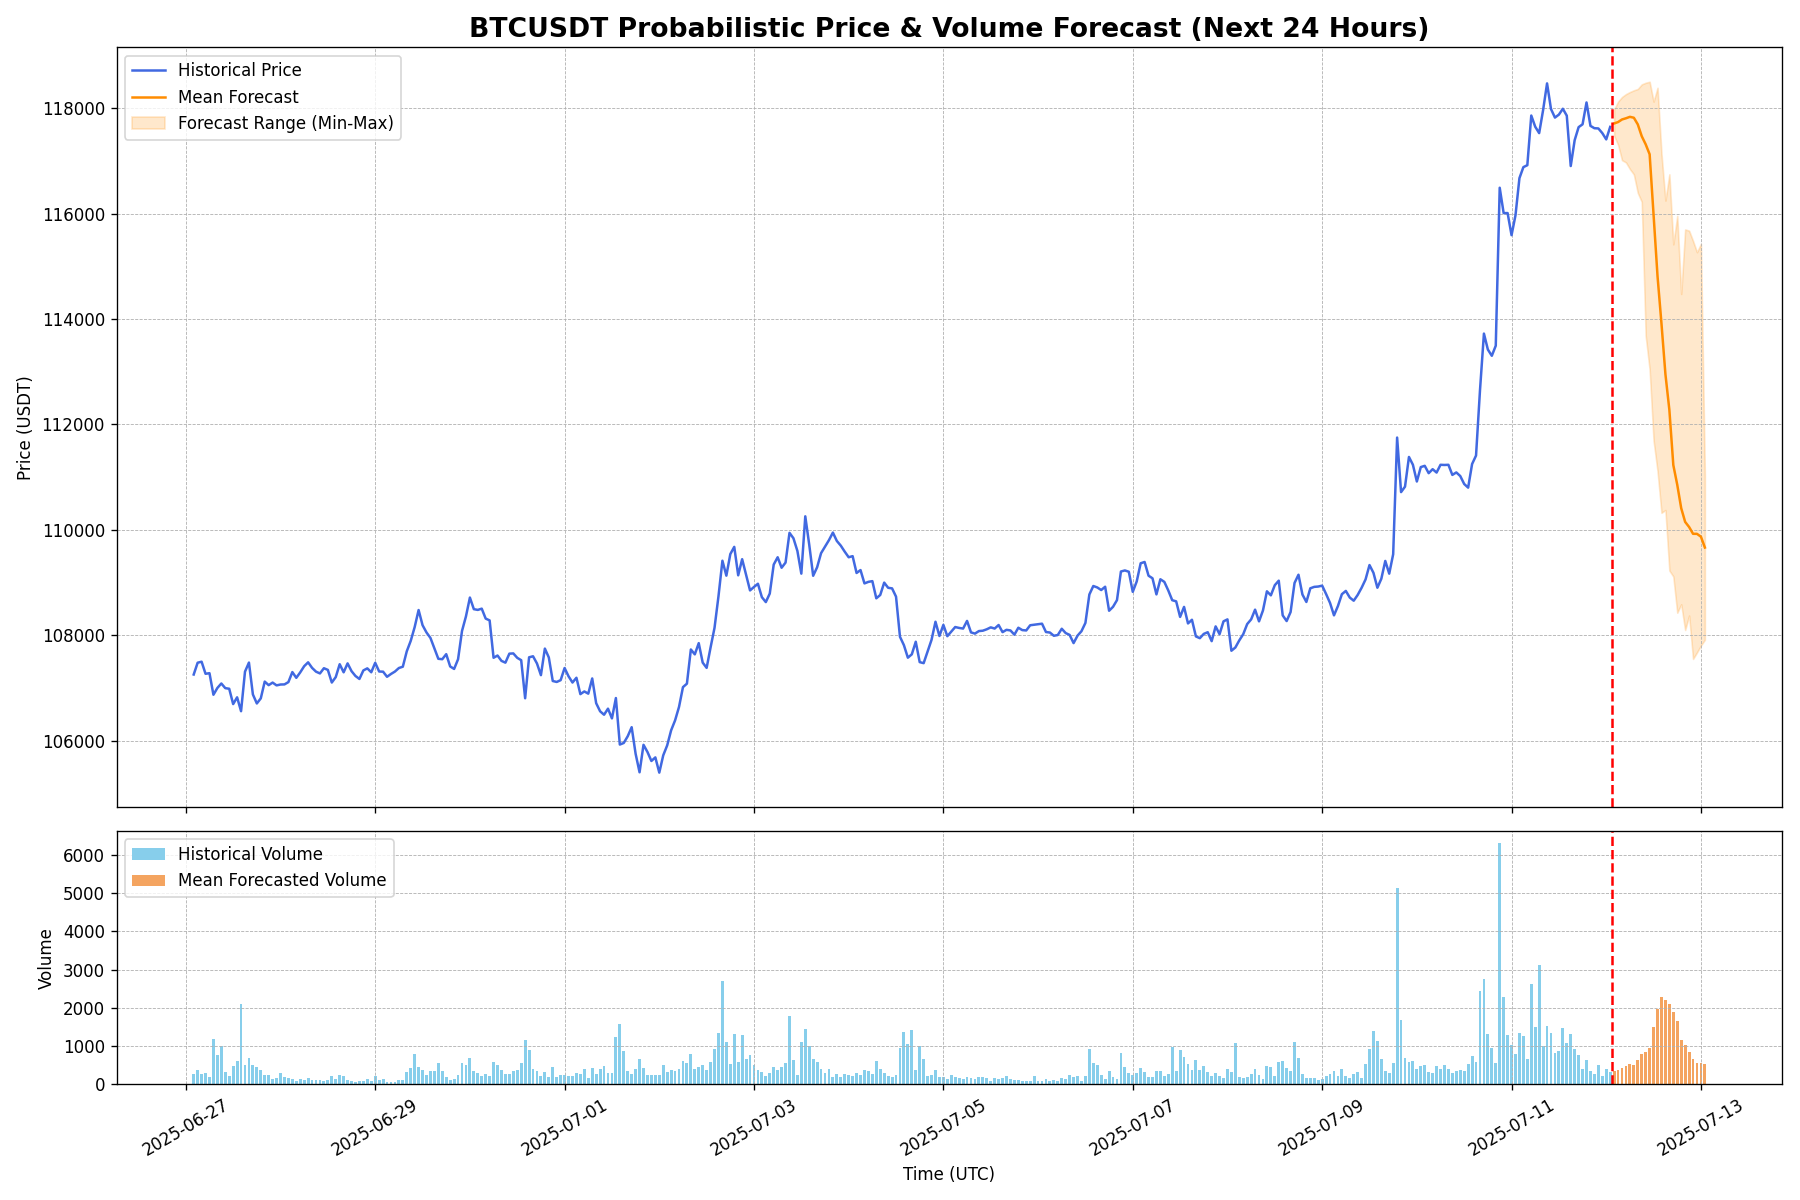 BTCUSDT Probabilistic Price & Volume Forecast (Next 24 Hours)
Historical Price
Mean Forecast
Forecast Range (Min-Max)
118000
116000
114000
112000
110000
108000
106000
Price (USDT)
Historical Volume
Mean Forecasted Volume
6000
5000
4000
3000
2000
1000
0
Volume
2025-06-27
2025-06-29
2025-07-01
2025-07-03
2025-07-05
2025-07-07
2025-07-09
2025-07-11
2025-07-13
Time (UTC)